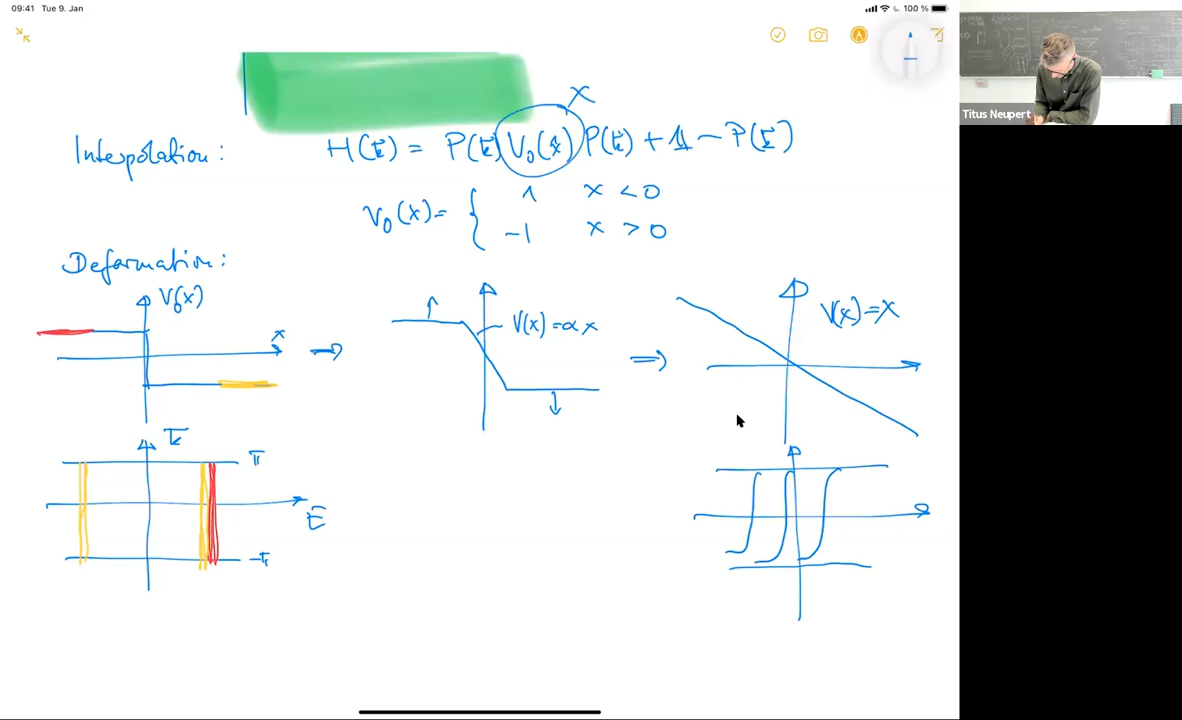 09:41 Tue 9. Jan
100 %
Titus Neupert
x
Interpolation: H(k) = P(k) V₀(x̂) P(k) + 1 − P(k)
V₀(x) = { 1 x < 0
−1 x > 0
Deformation:
V₀(x)
x
⇒
V(x) = αx
⇒
V(x) = x
k
π
E
−π